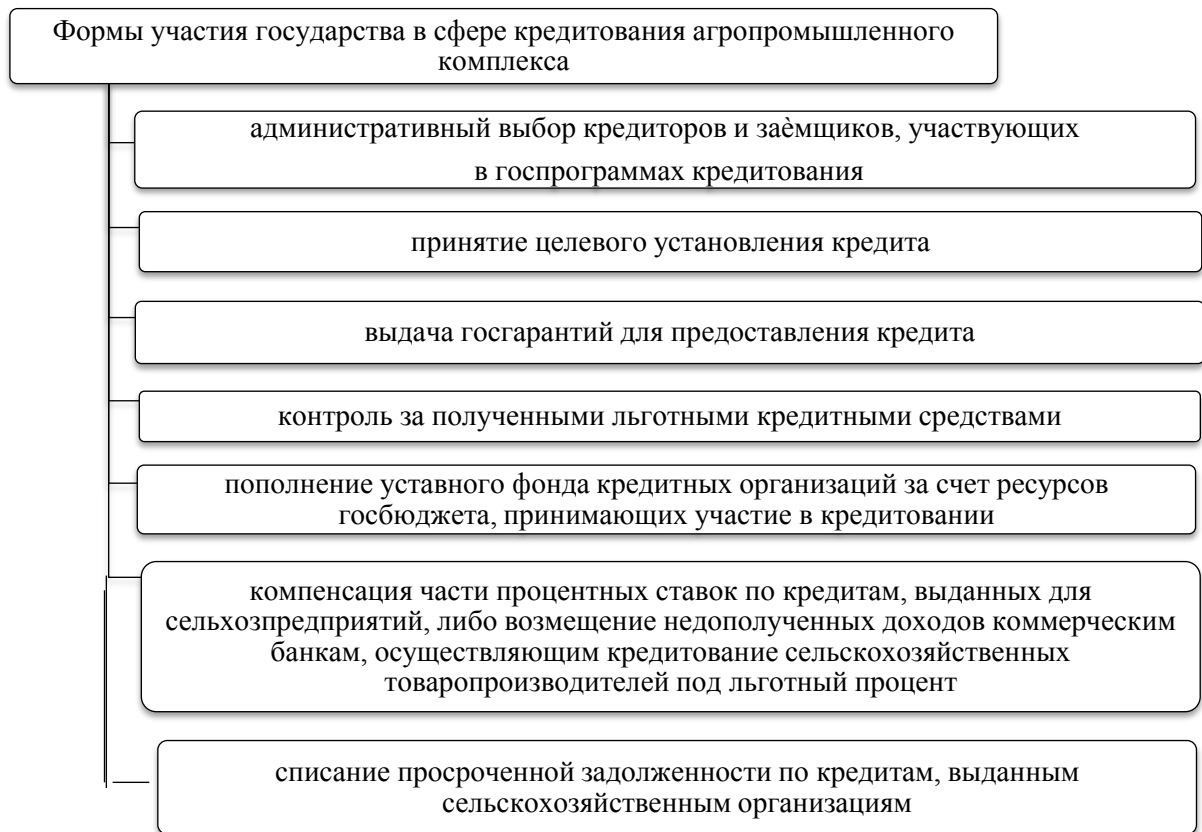 Формы участия государства в сфере кредитования агропромышленного
комплекса
административный выбор кредиторов и заѐмщиков, участвующих
в госпрограммах кредитования
принятие целевого установления кредита
выдача госгарантий для предоставления кредита
контроль за полученными льготными кредитными средствами
пополнение уставного фонда кредитных организаций за счет ресурсов
госбюджета, принимающих участие в кредитовании
компенсация части процентных ставок по кредитам, выданных для
сельхозпредприятий, либо возмещение недополученных доходов коммерческим
банкам, осуществляющим кредитование сельскохозяйственных
товаропроизводителей под льготный процент
списание просроченной задолженности по кредитам, выданным
сельскохозяйственным организациям